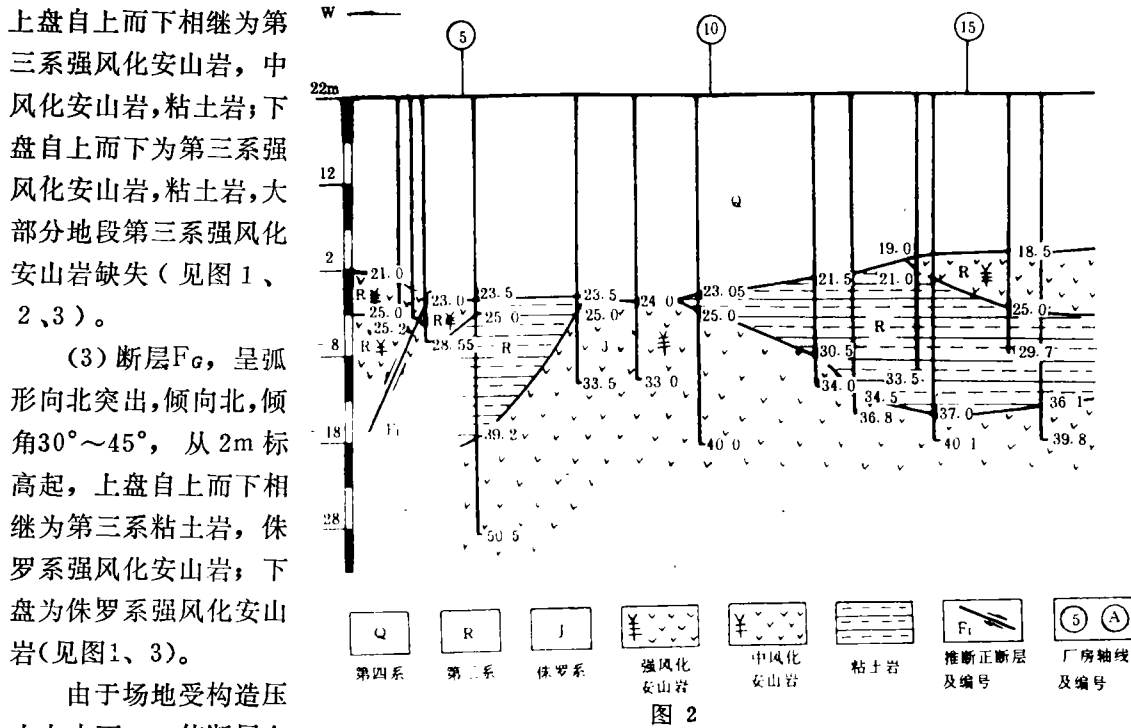 上盘自上而下相继为第
三系强风化安山岩，中
风化安山岩，粘土岩；下
盘自上而下为第三系强
风化安山岩，粘土岩，大
部分地段第三系强风化
安山岩缺失（见图1、
2、3）。
(3)断层FG，呈弧
形向北突出，倾向北，倾
角30°～45°，从2m标
高起，上盘自上而下相
继为第三系粘土岩，侏
罗系强风化安山岩；下
盘为侏罗系强风化安山
岩(见图1、3)。
由于场地受构造压
W
5
10
15
22m
12
2
-8
-18
-28
Q
19.0
18.5
21.0
23.0
23.5
23.5
24.0
23.05
21.5
21.0
R
R
25.0
25.2
R
25.0
25.0
25.0
R
25.0
R
28.55
R
J
30.5
29.7
33.5
33.0
34.0
33.5
34.5
36.8
37.0
36.1
F1
39.2
40.0
40.1
39.8
50.5
Q
R
J
F1
5
A
第四系
第三系
侏罗系
强风化
安山岩
中风化
安山岩
粘土岩
推断正断层
及编号
厂房轴线
及编号
图 2